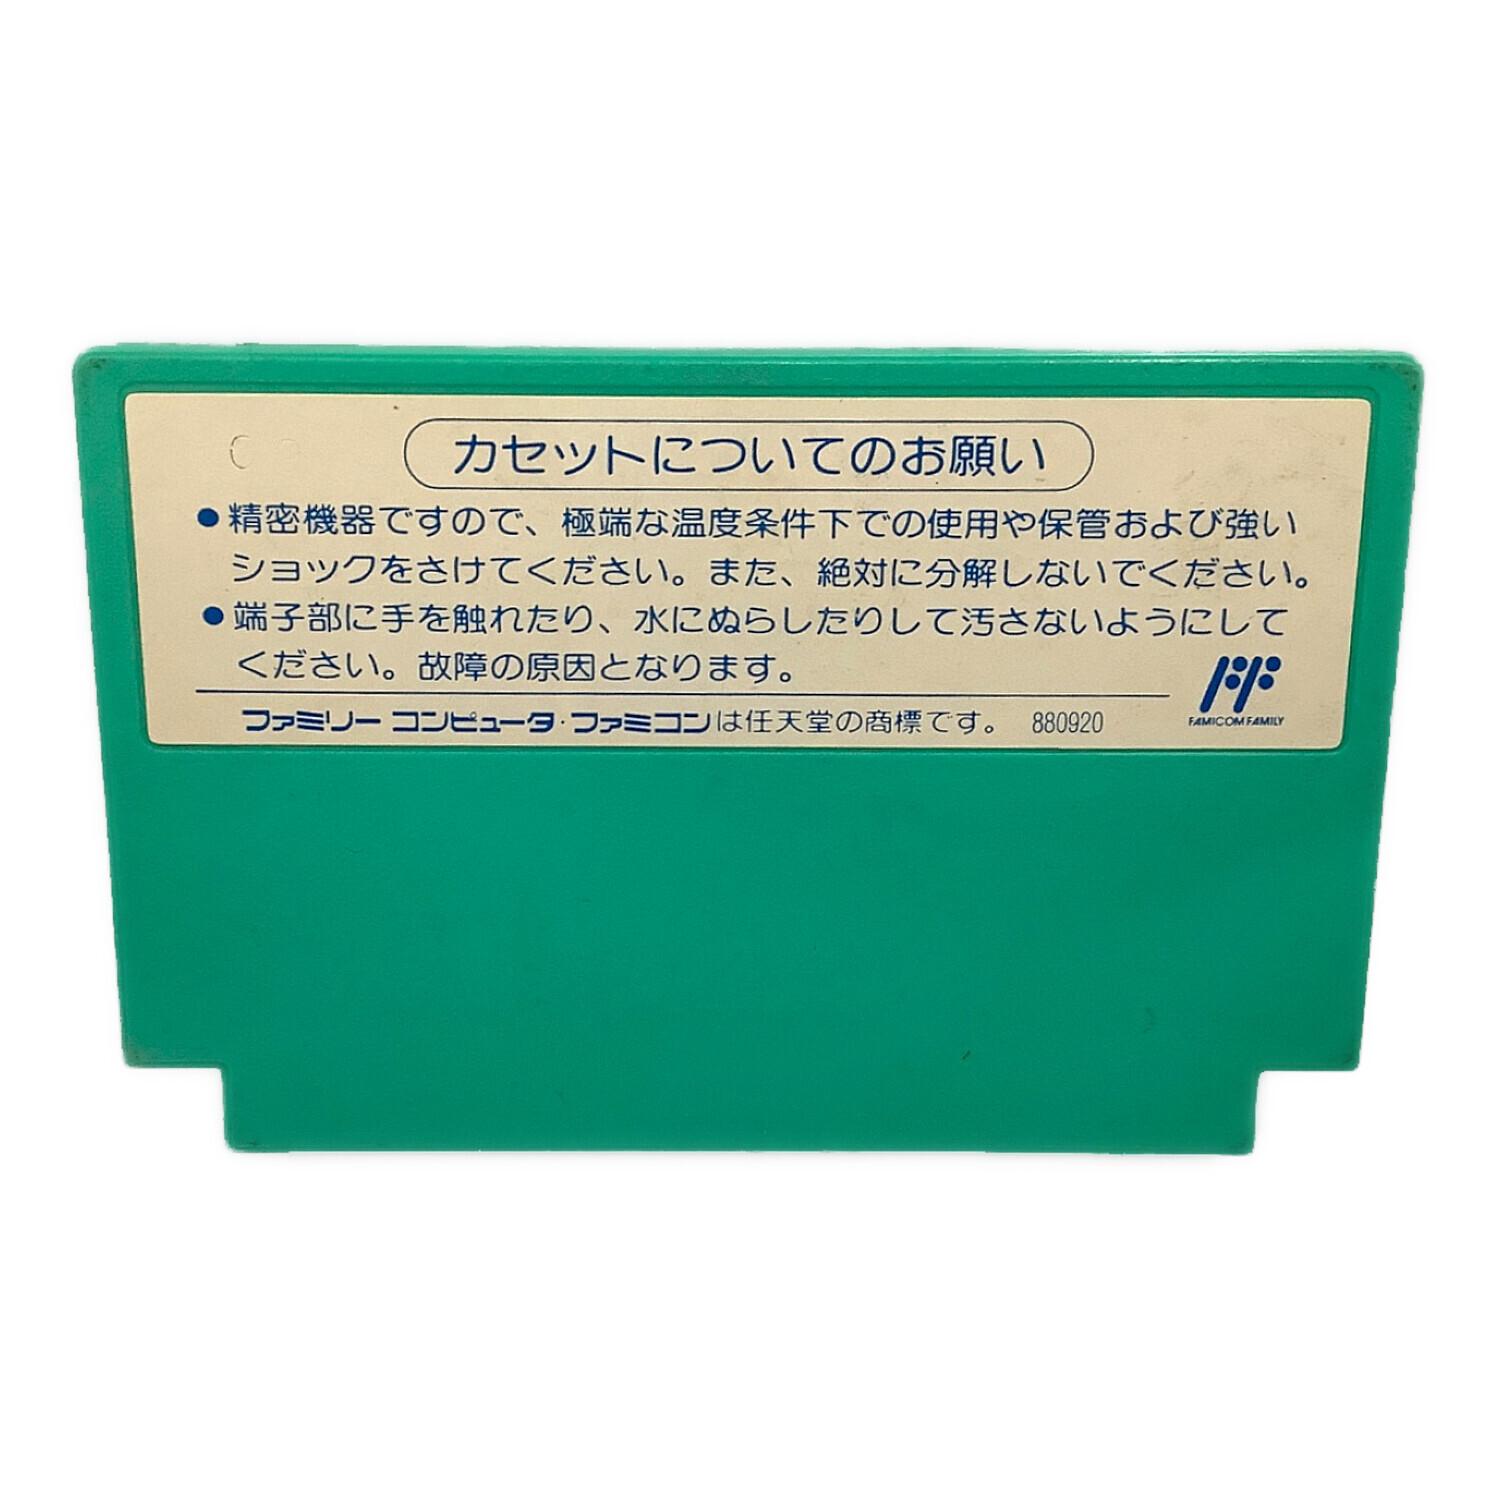 カセットについてのお願い
●精密機器ですので、極端な温度条件下での使用や保管および強い
ショックをさけてください。また、絶対に分解しないでください。
●端子部に手を触れたり、水にぬらしたりして汚さないようにして
ください。故障の原因となります。
ファミリー コンピュータ・ファミコンは任天堂の商標です。 880920
FAMICOM FAMILY